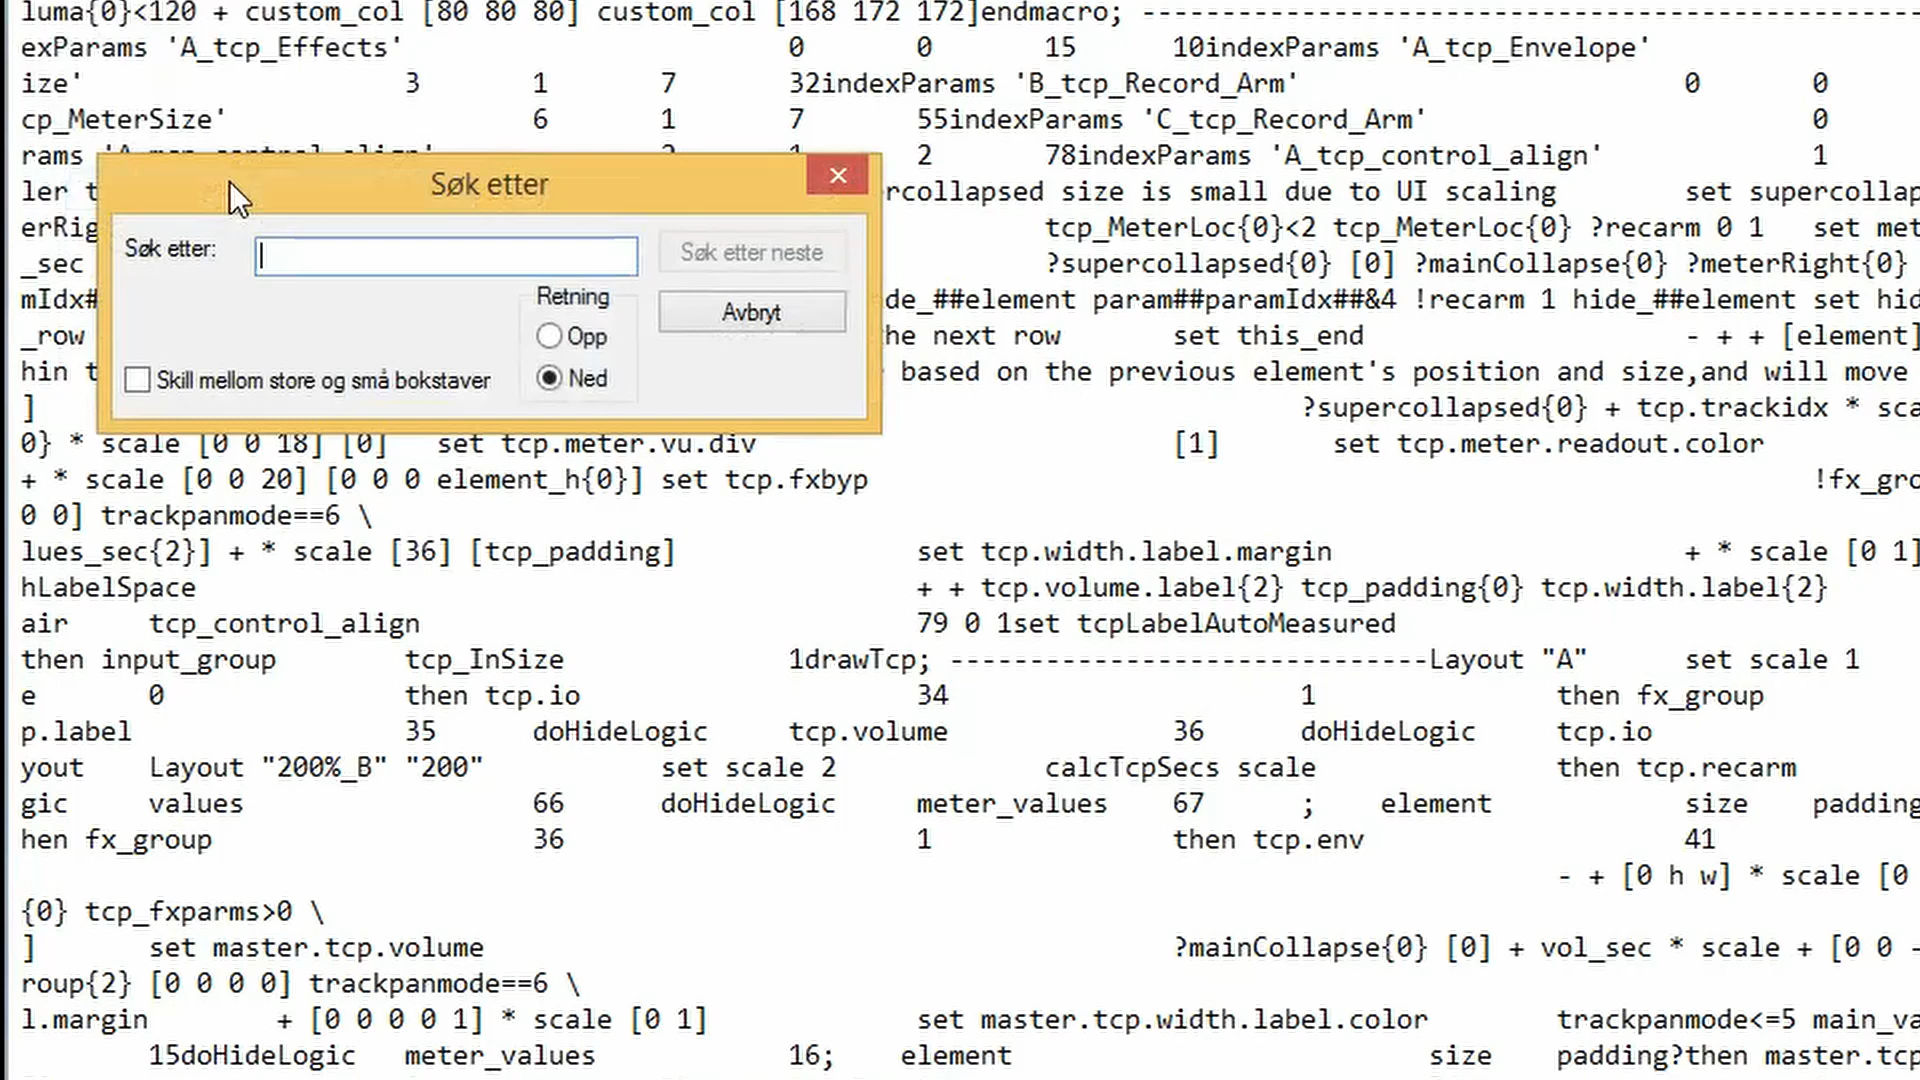 luma{0}<120 + custom_col [80 80 80] custom_col [168 172 172]endmacro; -------------------------------------------------
exParams 'A_tcp_Effects' 0 0 15 10indexParams 'A_tcp_Envelope'
ize' 3 1 7 32indexParams 'B_tcp_Record_Arm' 0 0
cp_MeterSize' 6 1 7 55indexParams 'C_tcp_Record_Arm' 0
rams 'A_mcp_control_align' 2 1 2 78indexParams 'A_tcp_control_align' 1
ler t
Søk etter
rcollapsed size is small due to UI scaling set supercollap
erRig
tcp_MeterLoc{0}<2 tcp_MeterLoc{0} ?recarm 0 1 set met
Søk etter:
Søk etter neste
_sec
?supercollapsed{0} [0] ?mainCollapse{0} ?meterRight{0}
mIdx#
Retning
Avbryt
de_##element param##paramIdx##&4 !recarm 1 hide_##element set hid
_row
Opp
he next row set this_end - + + [element]
hin t
Skill mellom store og små bokstaver
Ned
based on the previous element's position and size,and will move
] ?supercollapsed{0} + tcp.trackidx * sca
0} * scale [0 0 18] [0] set tcp.meter.vu.div [1] set tcp.meter.readout.color
+ * scale [0 0 20] [0 0 0 element_h{0}] set tcp.fxbyp !fx_gro
0 0] trackpanmode==6 \
lues_sec{2}] + * scale [36] [tcp_padding] set tcp.width.label.margin + * scale [0 1]
hLabelSpace + + tcp.volume.label{2} tcp_padding{0} tcp.width.label{2}
air tcp_control_align 79 0 1set tcpLabelAutoMeasured
then input_group tcp_InSize 1drawTcp; ------------------------------Layout "A" set scale 1
e 0 then tcp.io 34 1 then fx_group
p.label 35 doHideLogic tcp.volume 36 doHideLogic tcp.io
yout Layout "200%_B" "200" set scale 2 calcTcpSecs scale then tcp.recarm
gic values 66 doHideLogic meter_values 67 ; element size padding
hen fx_group 36 1 then tcp.env 41
- + [0 h w] * scale [0
{0} tcp_fxparms>0 \
] set master.tcp.volume ?mainCollapse{0} [0] + vol_sec * scale + [0 0 -
roup{2} [0 0 0 0] trackpanmode==6 \
l.margin + [0 0 0 0 1] * scale [0 1] set master.tcp.width.label.color trackpanmode<=5 main_va
15doHideLogic meter_values 16; element size padding?then master.tcp